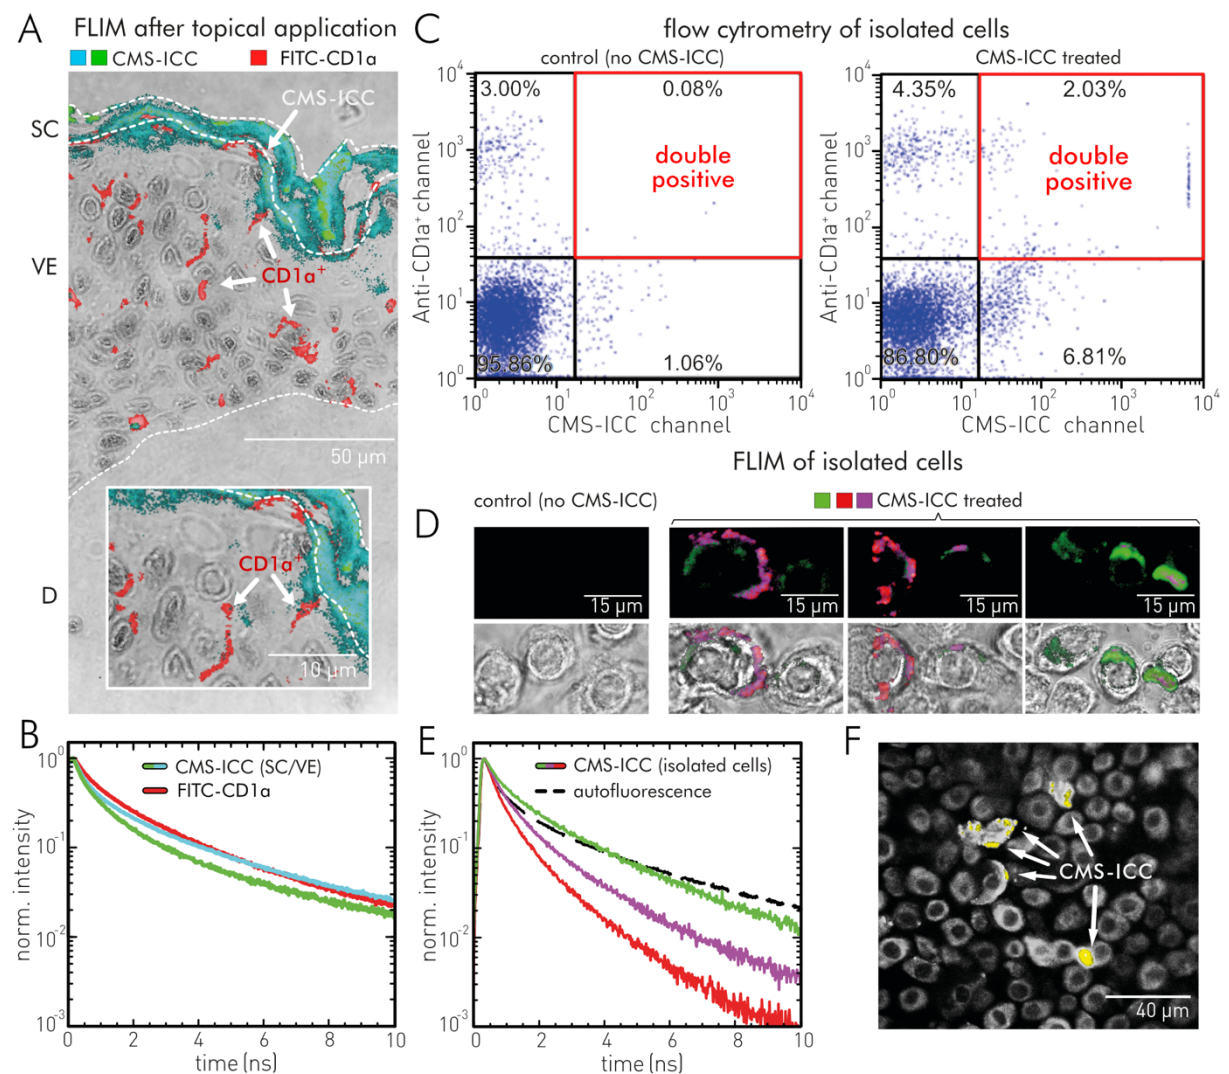 A FLIM after topical application
CMS-ICC FITC-CD1a
CMS-ICC
SC
VE
CD1a+
50 μm
CD1a+
D
10 μm
B
CMS-ICC (SC/VE)
FITC-CD1a
norm. intensity
10⁰
10⁻¹
10⁻²
10⁻³
0 2 4 6 8 10
time (ns)
C flow cytrometry of isolated cells
control (no CMS-ICC)
3.00% 0.08%
double
positive
95.86% 1.06%
Anti-CD1a⁺ channel
10⁴
10³
10²
10¹
10⁰
10⁰ 10¹ 10² 10³ 10⁴
CMS-ICC channel
CMS-ICC treated
4.35% 2.03%
double
positive
86.80% 6.81%
Anti-CD1a⁺ channel
10⁴
10³
10²
10¹
10⁰
10⁰ 10¹ 10² 10³ 10⁴
CMS-ICC channel
FLIM of isolated cells
D
control (no CMS-ICC) CMS-ICC treated
15 μm 15 μm 15 μm 15 μm
E
CMS-ICC (isolated cells)
autofluorescence
norm. intensity
10⁰
10⁻¹
10⁻²
10⁻³
0 2 4 6 8 10
time (ns)
F
CMS-ICC
40 μm